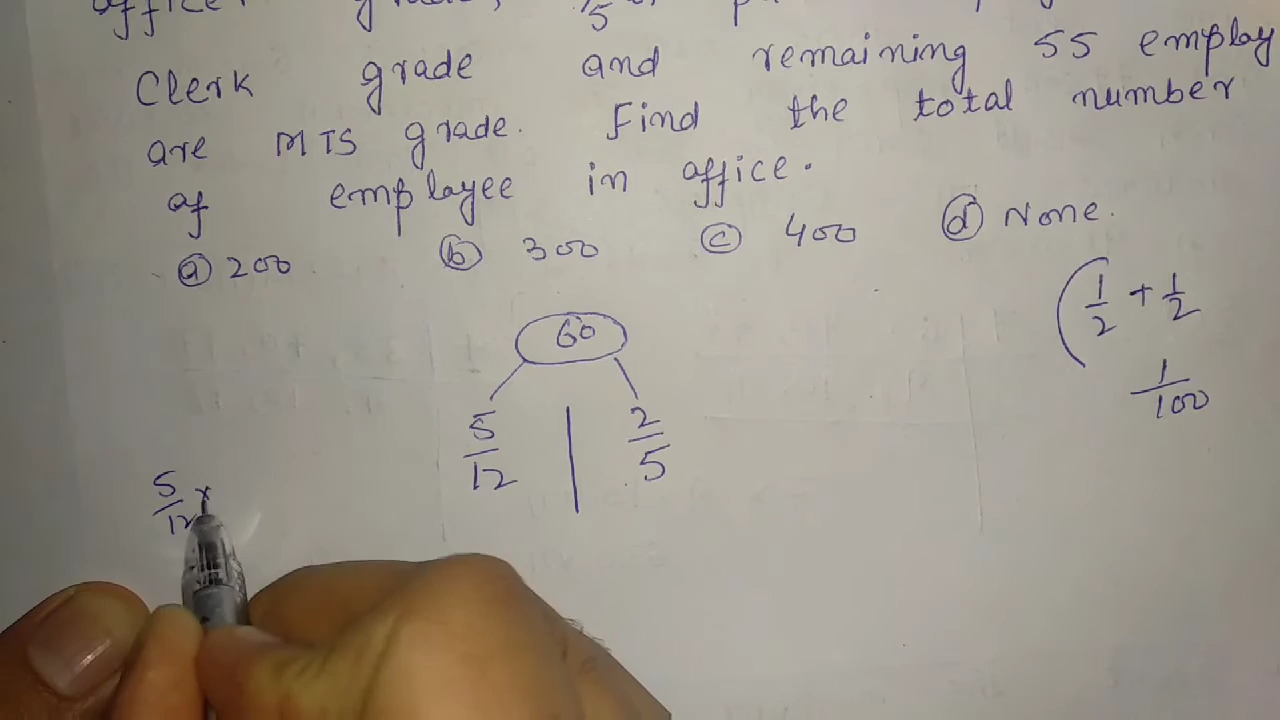 officer
Clerk grade and remaining 55 employ
are MTS grade. Find the total number
of employee in office.
(a) 200 (b) 300 (c) 400 (d) None.
( 1/2 + 1/2
60
1/100
5/12 | 2/5
5/12 ×